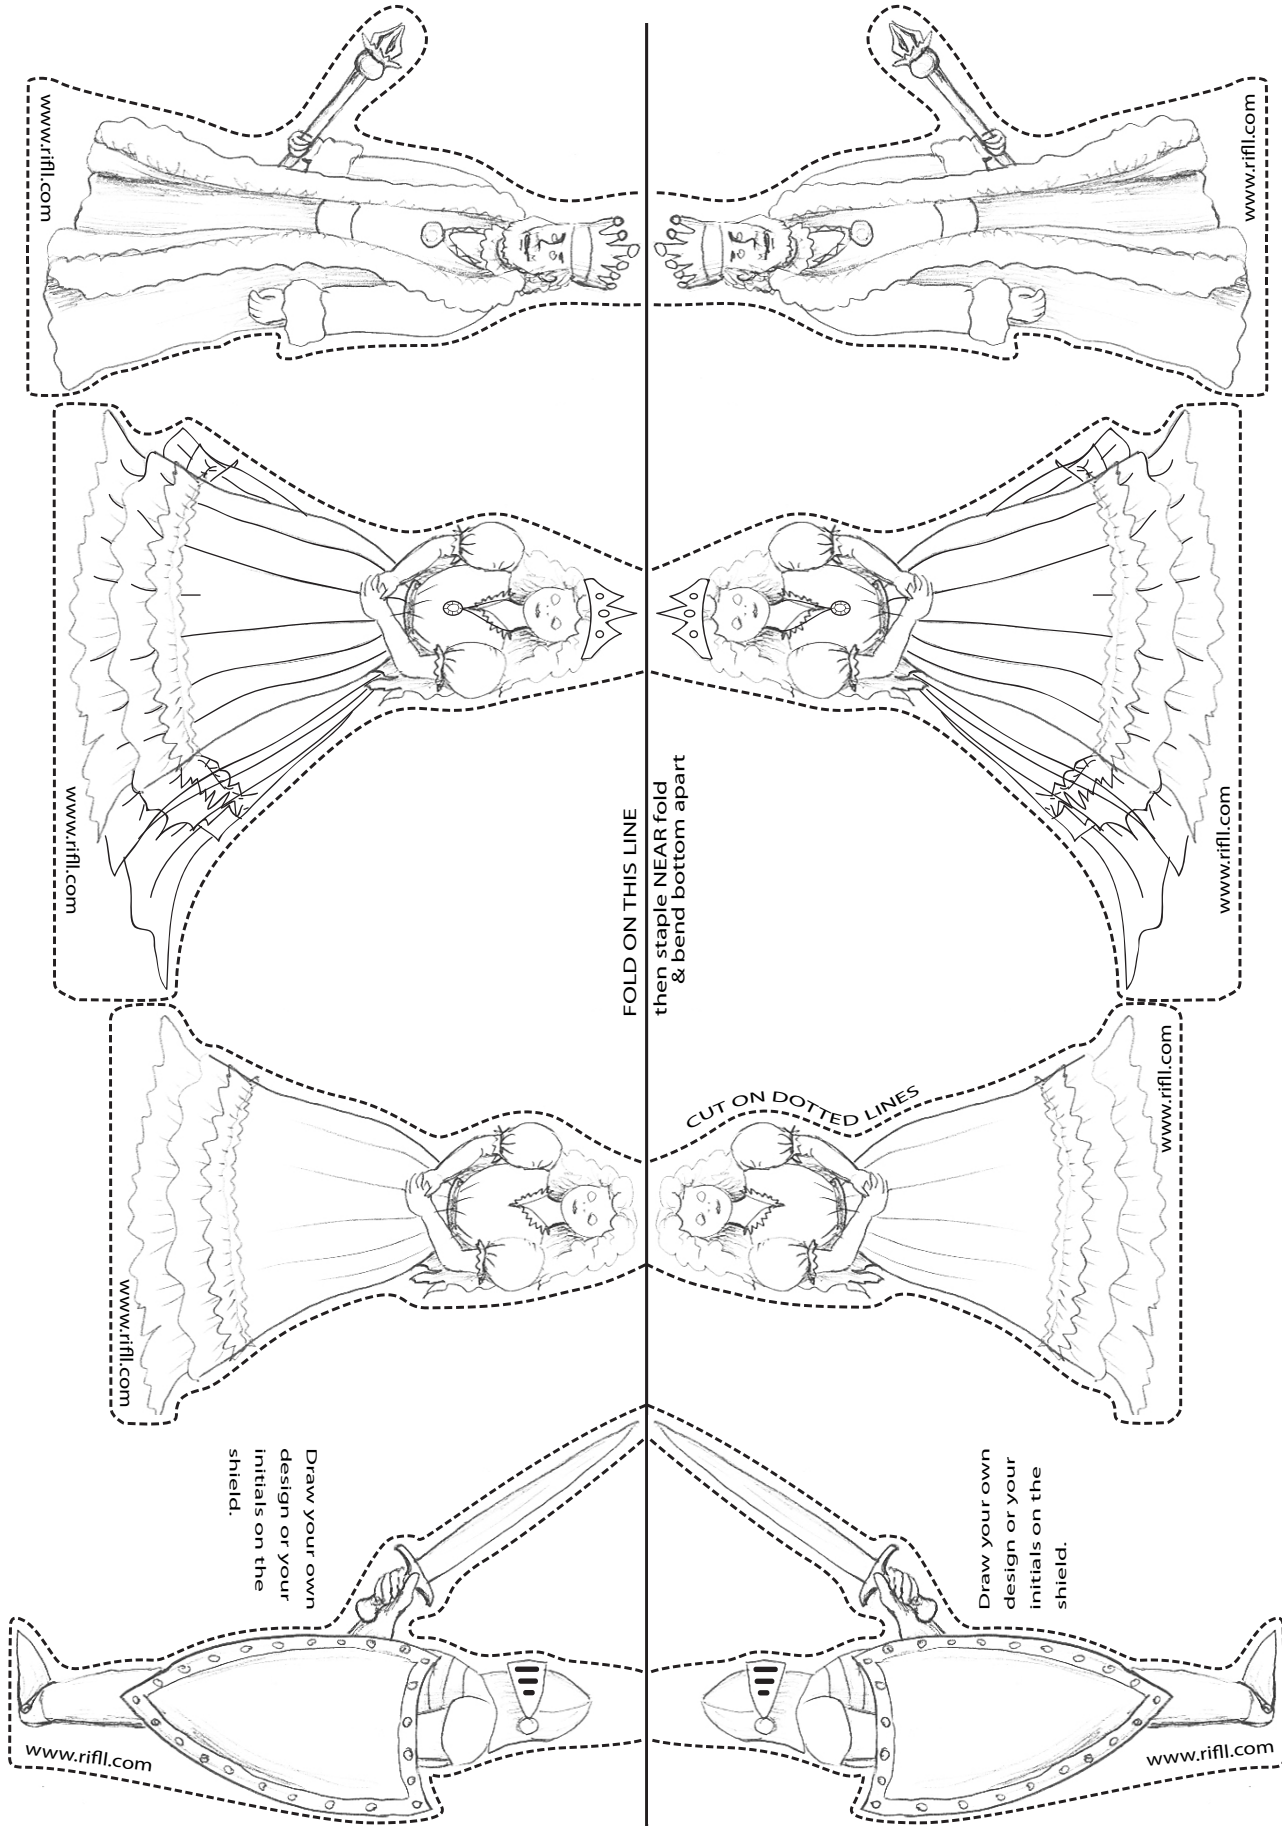 www.rifll.com
www.rifll.com
www.rifll.com
www.rifll.com
FOLD ON THIS LINE
then staple NEAR fold
& bend bottom apart
CUT ON DOTTED LINES
www.rifll.com
www.rifll.com
Draw your own
design or your
initials on the
shield.
Draw your own
design or your
initials on the
shield.
www.rifll.com
www.rifll.com